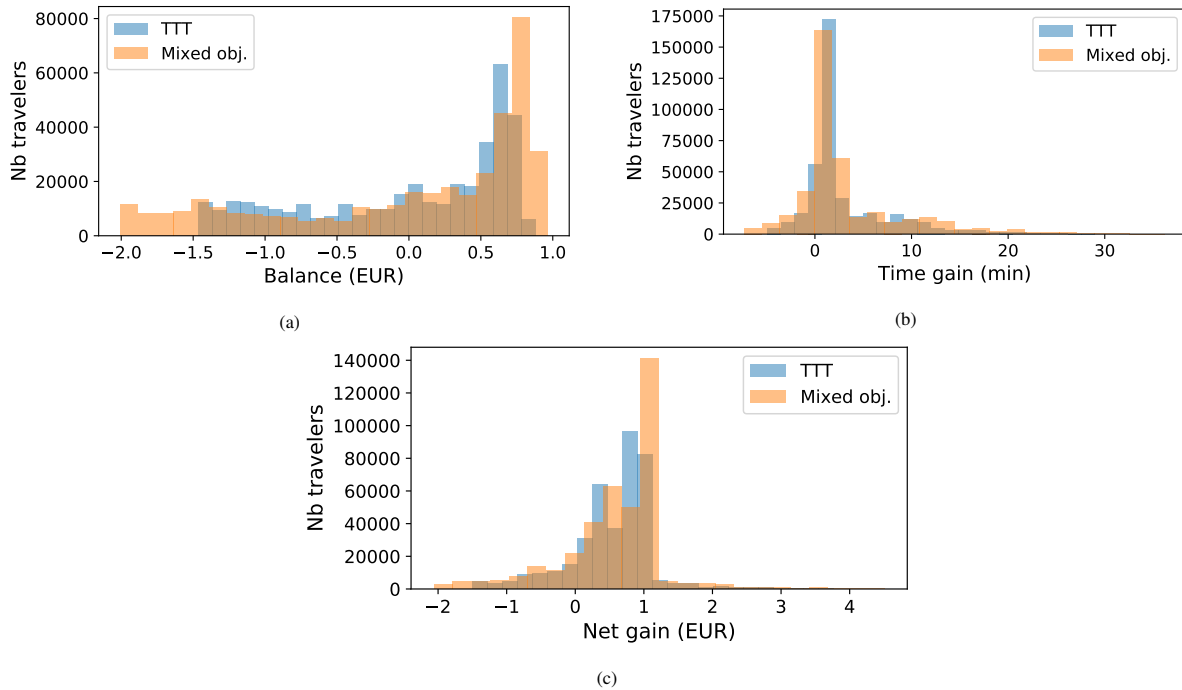 80000
60000
40000
20000
0
Nb travelers
TTT
Mixed obj.
−2.0 −1.5 −1.0 −0.5 0.0 0.5 1.0
Balance (EUR)
(a)
175000
150000
125000
100000
75000
50000
25000
0
Nb travelers
TTT
Mixed obj.
0 10 20 30
Time gain (min)
(b)
140000
120000
100000
80000
60000
40000
20000
0
Nb travelers
TTT
Mixed obj.
−2 −1 0 1 2 3 4
Net gain (EUR)
(c)